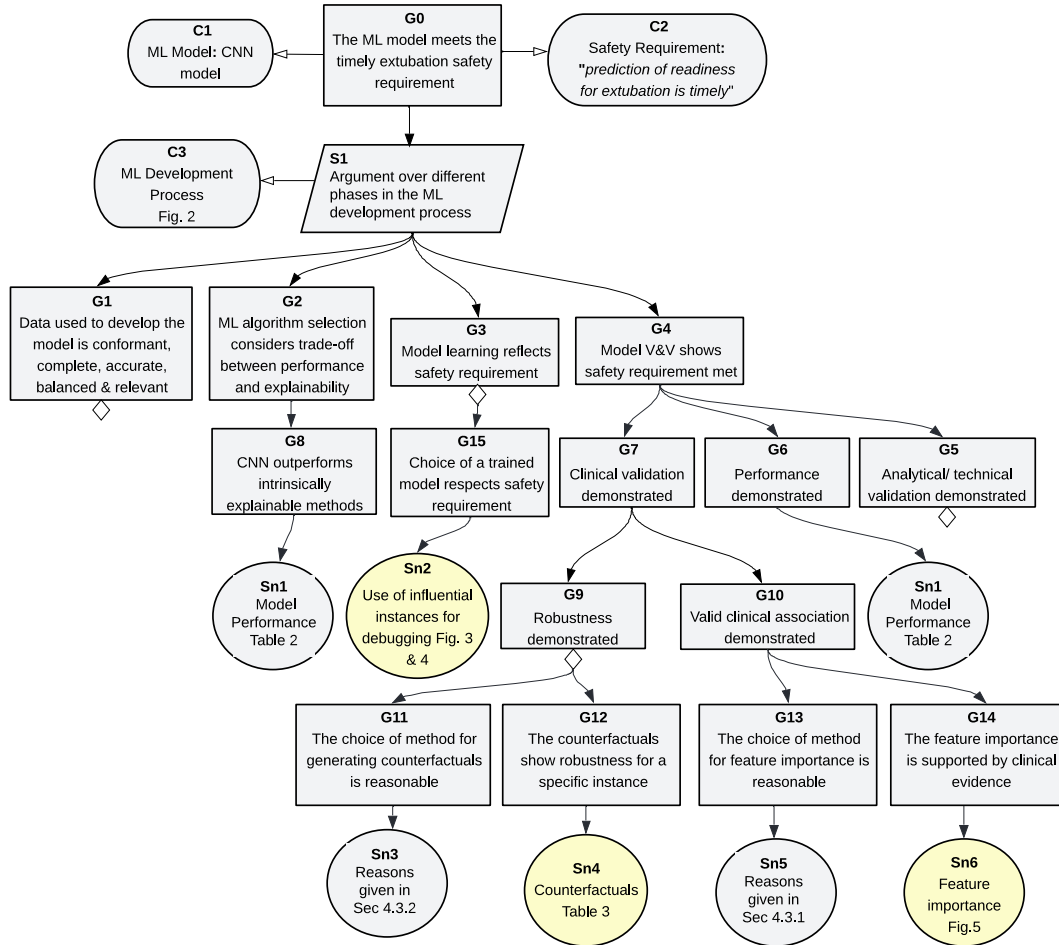 C1
ML Model: CNN
model
G0
The ML model meets the
timely extubation safety
requirement
C2
Safety Requirement:
"prediction of readiness
for extubation is timely"
C3
ML Development
Process
Fig. 2
S1
Argument over different
phases in the ML
development process
G1
Data used to develop the
model is conformant,
complete, accurate,
balanced & relevant
G2
ML algorithm selection
considers trade-off
between performance
and explainability
G3
Model learning reflects
safety requirement
G4
Model V&V shows
safety requirement met
G8
CNN outperforms
intrinsically
explainable methods
G15
Choice of a trained
model respects safety
requirement
G7
Clinical validation
demonstrated
G6
Performance
demonstrated
G5
Analytical/ technical
validation demonstrated
Sn1
Model
Performance
Table 2
Sn2
Use of influential
instances for
debugging Fig. 3
& 4
G9
Robustness
demonstrated
G10
Valid clinical association
demonstrated
Sn1
Model
Performance
Table 2
G11
The choice of method for
generating counterfactuals
is reasonable
G12
The counterfactuals
show robustness for a
specific instance
G13
The choice of method
for feature importance is
reasonable
G14
The feature importance
is supported by clinical
evidence
Sn3
Reasons
given in
Sec 4.3.2
Sn4
Counterfactuals
Table 3
Sn5
Reasons
given in
Sec 4.3.1
Sn6
Feature
importance
Fig.5